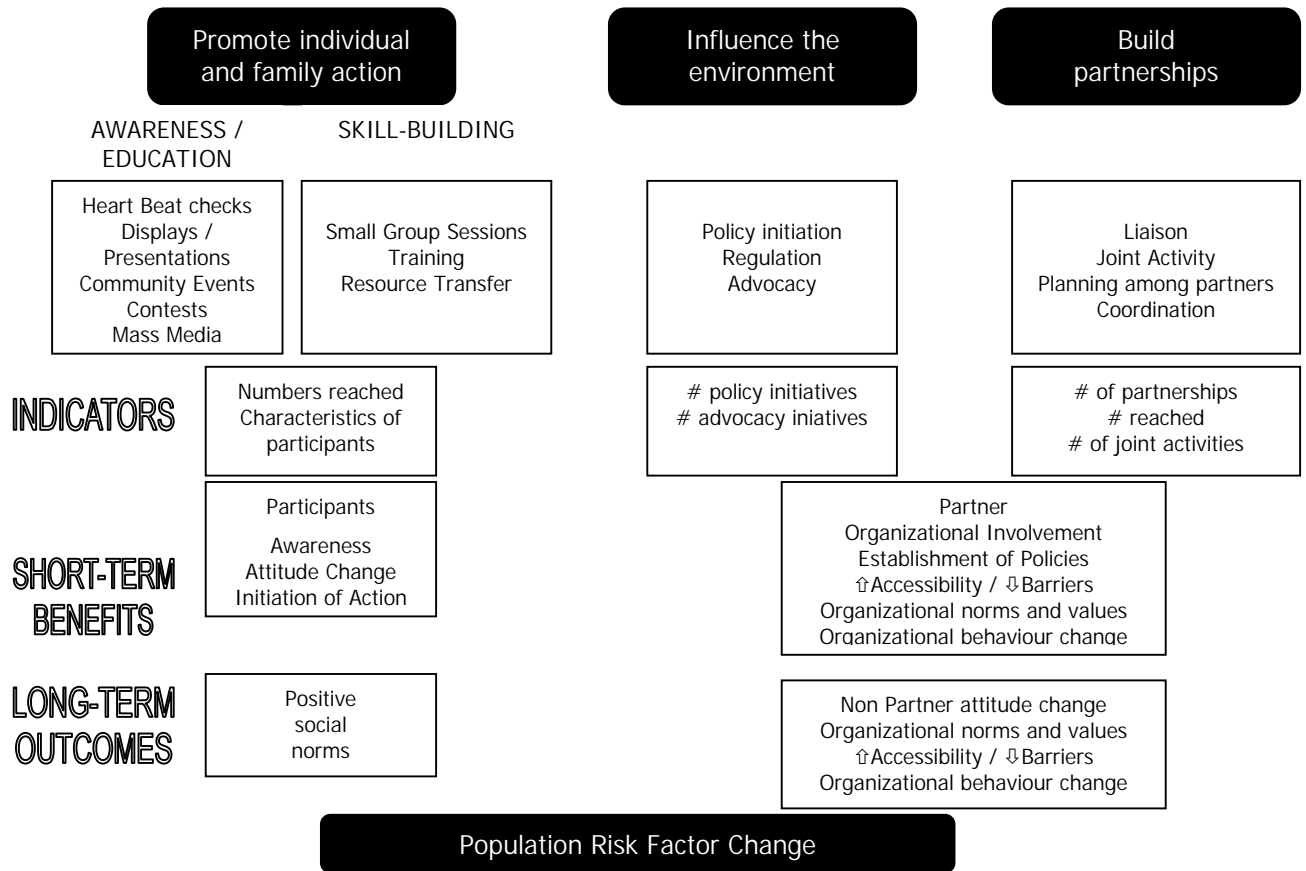 Promote individual
and family action
Influence the
environment
Build
partnerships
AWARENESS /
EDUCATION
SKILL-BUILDING
Heart Beat checks
Displays /
Presentations
Community Events
Contests
Mass Media
Small Group Sessions
Training
Resource Transfer
Policy initiation
Regulation
Advocacy
Liaison
Joint Activity
Planning among partners
Coordination
INDICATORS
Numbers reached
Characteristics of
participants
# policy initiatives
# advocacy iniatives
# of partnerships
# reached
# of joint activities
SHORT-TERM
BENEFITS
Participants
Awareness
Attitude Change
Initiation of Action
Partner
Organizational Involvement
Establishment of Policies
⇧Accessibility / ⇩Barriers
Organizational norms and values
Organizational behaviour change
LONG-TERM
OUTCOMES
Positive
social
norms
Non Partner attitude change
Organizational norms and values
⇧Accessibility / ⇩Barriers
Organizational behaviour change
Population Risk Factor Change